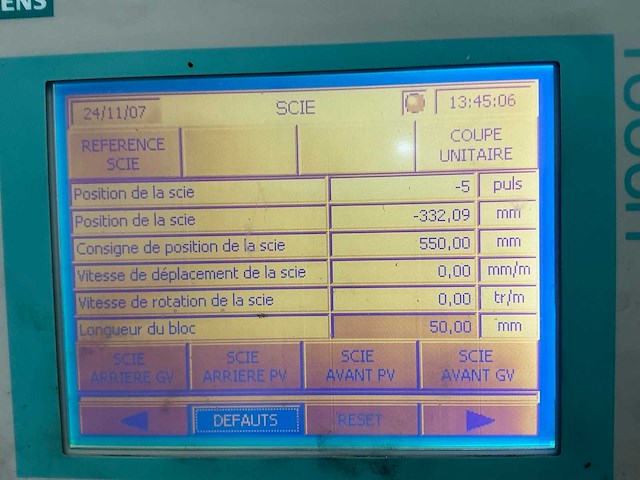 ENS
24/11/07 SCIE 13:45:06
REFERENCE
SCIE
COUPE
UNITAIRE
Position de la scie -5 puls
Position de la scie -332,09 mm
Consigne de position de la scie 550,00 mm
Vitesse de déplacement de la scie 0,00 mm/m
Vitesse de rotation de la scie 0,00 tr/m
Longueur du bloc 50,00 mm
SCIE
ARRIERE GV
SCIE
ARRIERE PV
SCIE
AVANT PV
SCIE
AVANT GV
DEFAUTS RESET